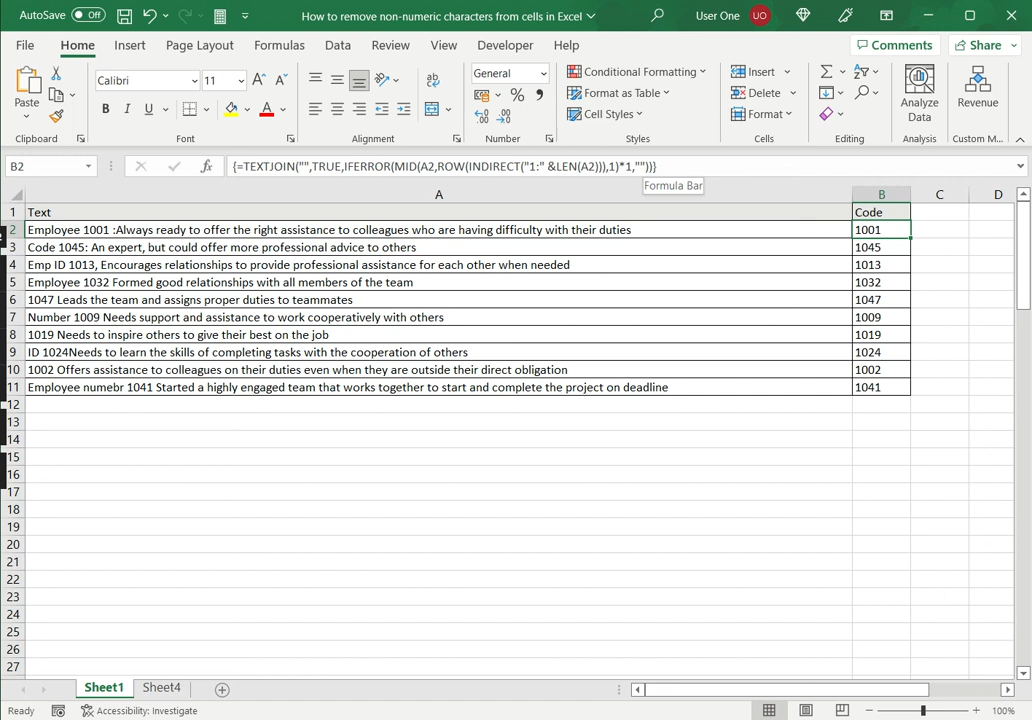 AutoSave Off How to remove non-numeric characters from cells in Excel User One UO
File Home Insert Page Layout Formulas Data Review View Developer Help Comments Share
Paste
Calibri 11
B I U A
ab
General
% 9
Conditional Formatting
Format as Table
Cell Styles
Insert
Delete
Format
Analyze
Data
Revenue
Clipboard Font Alignment Number Styles Cells Editing Analysis Custom M...
B2 fx {=TEXTJOIN("",TRUE,IFERROR(MID(A2,ROW(INDIRECT("1:" &LEN(A2))),1)*1,""))}
Formula Bar
A B C D
1 Text Code
2 Employee 1001 :Always ready to offer the right assistance to colleagues who are having difficulty with their duties 1001
3 Code 1045: An expert, but could offer more professional advice to others 1045
4 Emp ID 1013, Encourages relationships to provide professional assistance for each other when needed 1013
5 Employee 1032 Formed good relationships with all members of the team 1032
6 1047 Leads the team and assigns proper duties to teammates 1047
7 Number 1009 Needs support and assistance to work cooperatively with others 1009
8 1019 Needs to inspire others to give their best on the job 1019
9 ID 1024Needs to learn the skills of completing tasks with the cooperation of others 1024
10 1002 Offers assistance to colleagues on their duties even when they are outside their direct obligation 1002
11 Employee numebr 1041 Started a highly engaged team that works together to start and complete the project on deadline 1041
12
13
14
15
16
17
18
19
20
21
22
23
24
25
26
27
Sheet1 Sheet4
Ready Accessibility: Investigate 100%